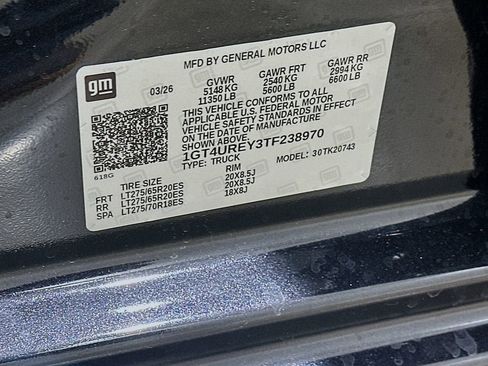 MFD BY GENERAL MOTORS LLC
gm
03/26
GVWR GAWR FRT GAWR RR
5148 KG 2540 KG 2994 KG
11350 LB 5600 LB 6600 LB
THIS VEHICLE CONFORMS TO ALL
APPLICABLE U.S. FEDERAL MOTOR
VEHICLE SAFETY STANDARDS IN EFFECT
ON THE DATE OF MANUFACTURE
SHOWN ABOVE.
1GT4UREY3TF238970
618G
TYPE: TRUCK MODEL: 30TK20743
TIRE SIZE RIM
FRT LT275/65R20ES 20X8.5J
RR LT275/65R20ES 20X8.5J
SPA LT275/70R18ES 18X8J